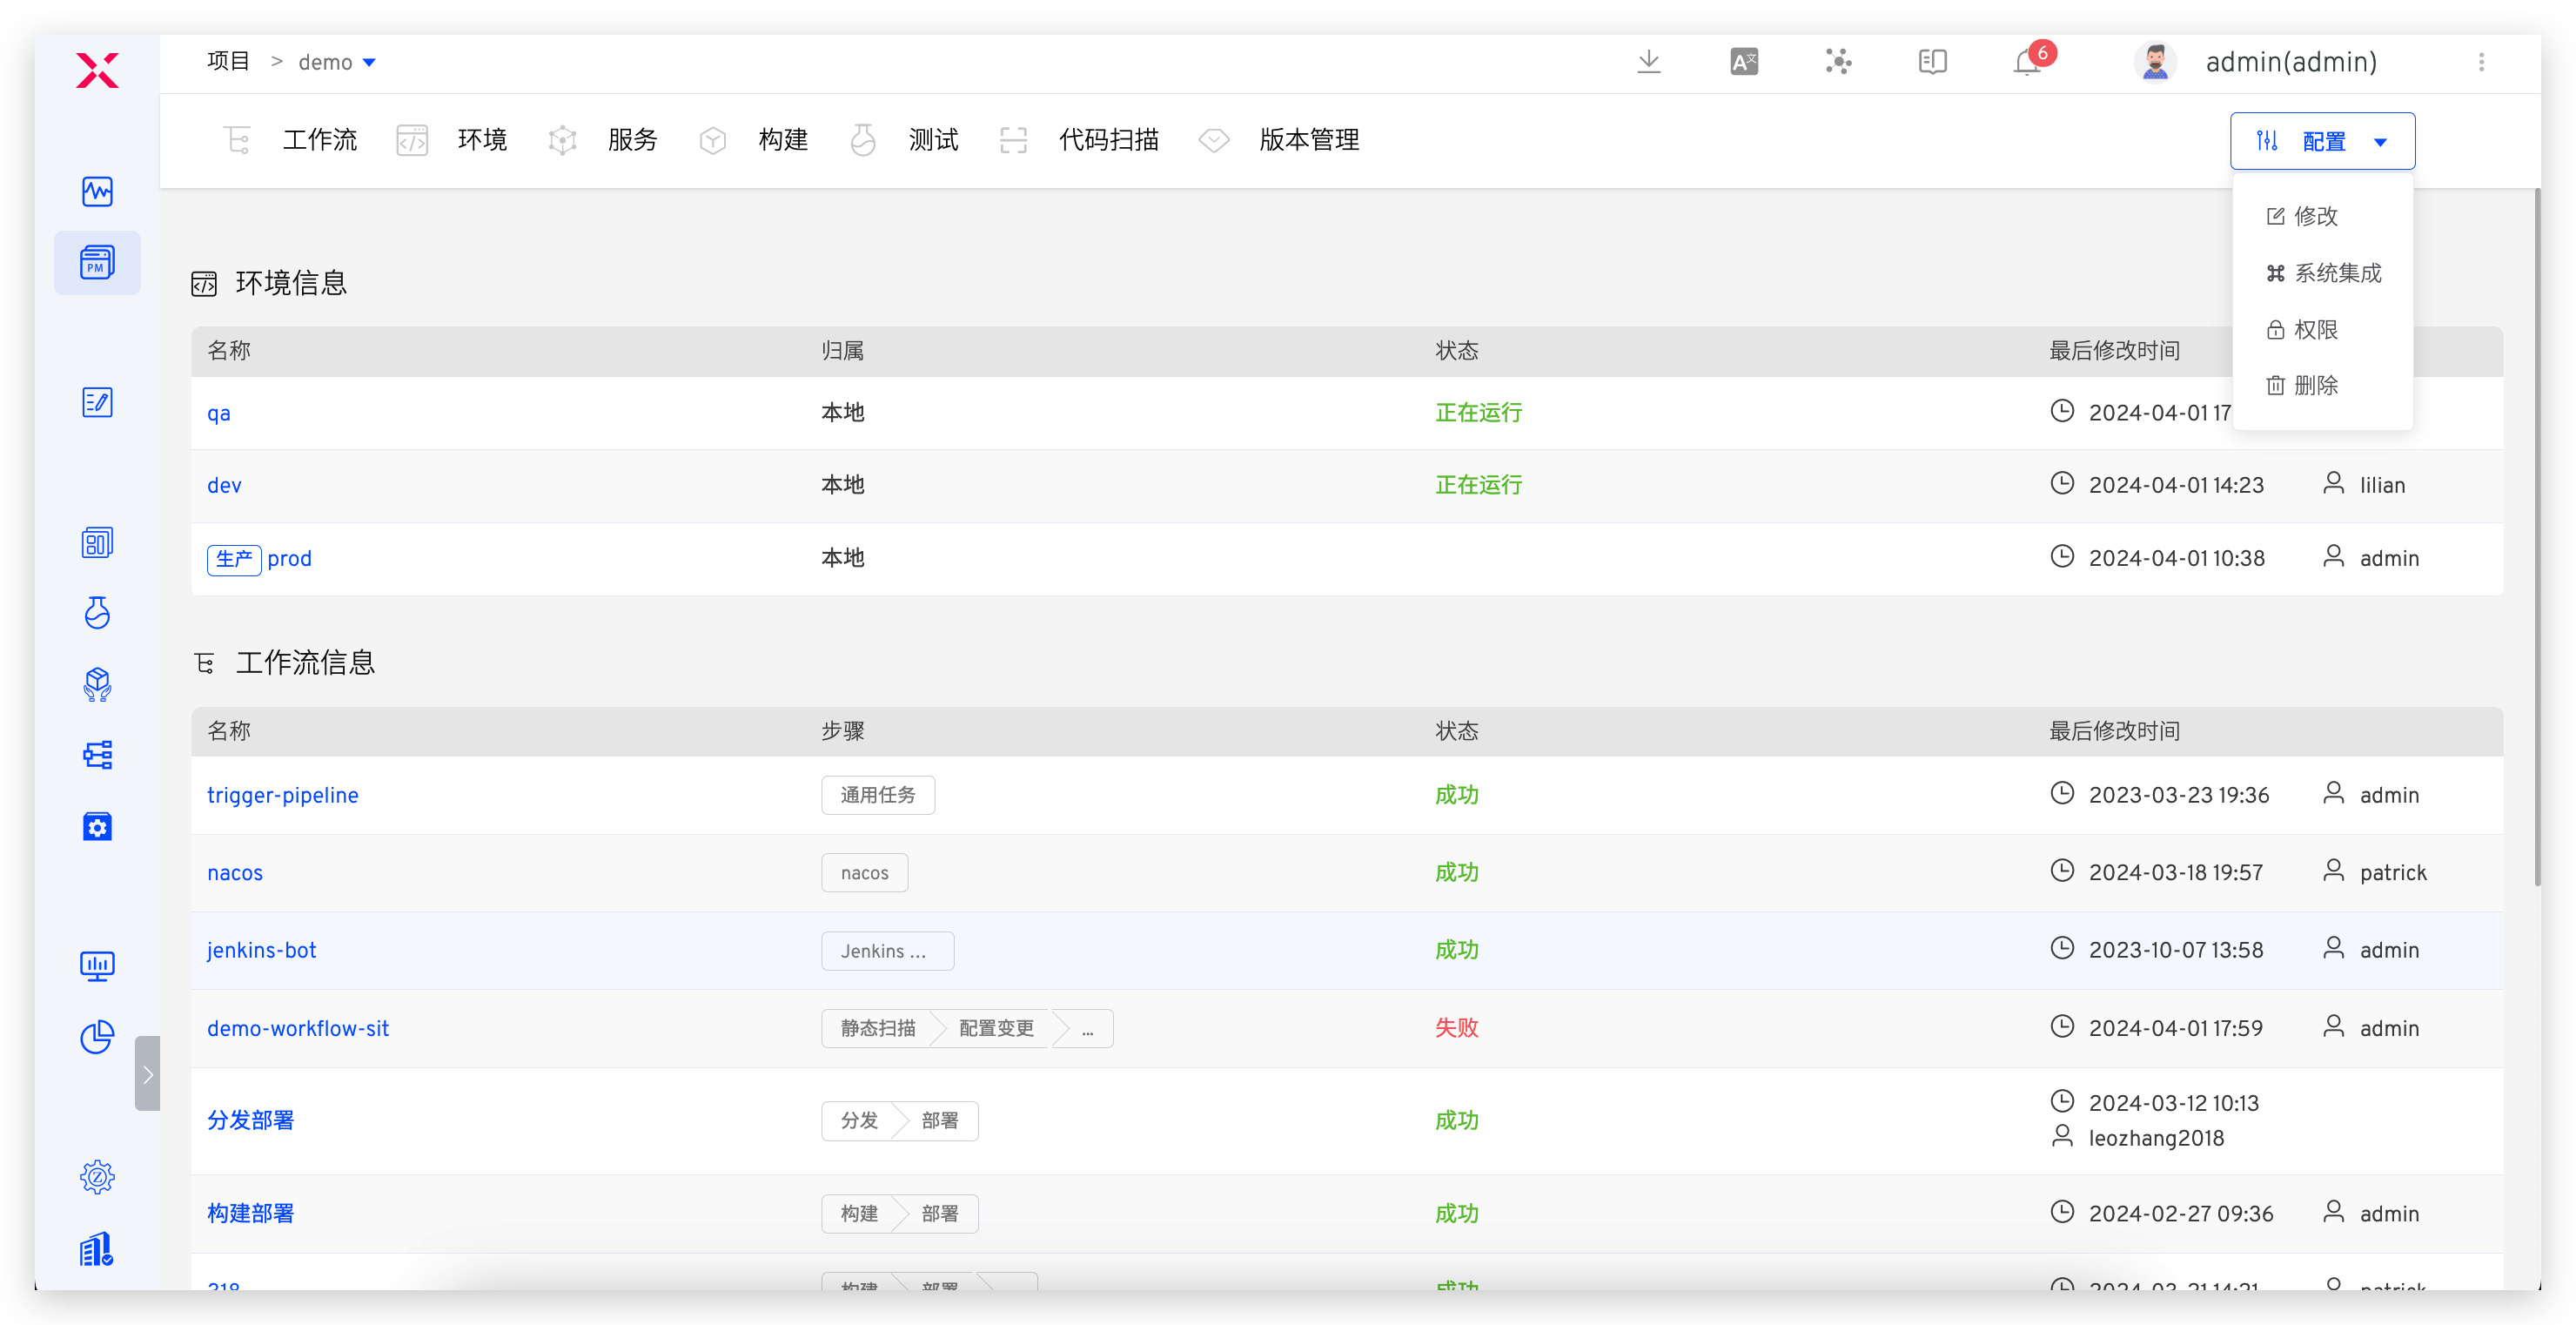 项目 > demo
6
admin(admin)
工作流 环境 服务 构建 测试 代码扫描 版本管理
配置
修改
系统集成
权限
删除
PM
环境信息
名称 归属 状态 最后修改时间
qa 本地 正在运行 2024-04-01 17
dev 本地 正在运行 2024-04-01 14:23 lilian
生产 prod 本地 2024-04-01 10:38 admin
工作流信息
名称 步骤 状态 最后修改时间
trigger-pipeline 通用任务 成功 2023-03-23 19:36 admin
nacos nacos 成功 2024-03-18 19:57 patrick
jenkins-bot Jenkins ... 成功 2023-10-07 13:58 admin
demo-workflow-sit 静态扫描 配置变更 ... 失败 2024-04-01 17:59 admin
分发部署 分发 部署 成功 2024-03-12 10:13
leozhang2018
构建部署 构建 部署 成功 2024-02-27 09:36 admin
构建 部署 成功 patrick